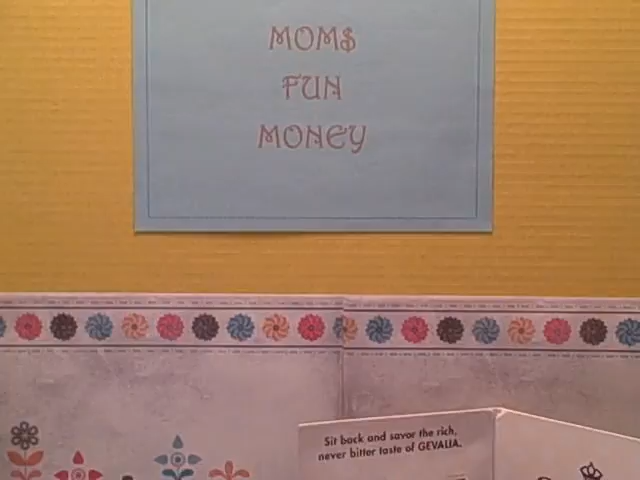 MOM$
FUN
MONEY
Sit back and savor the rich,
never bitter taste of GEVALIA.